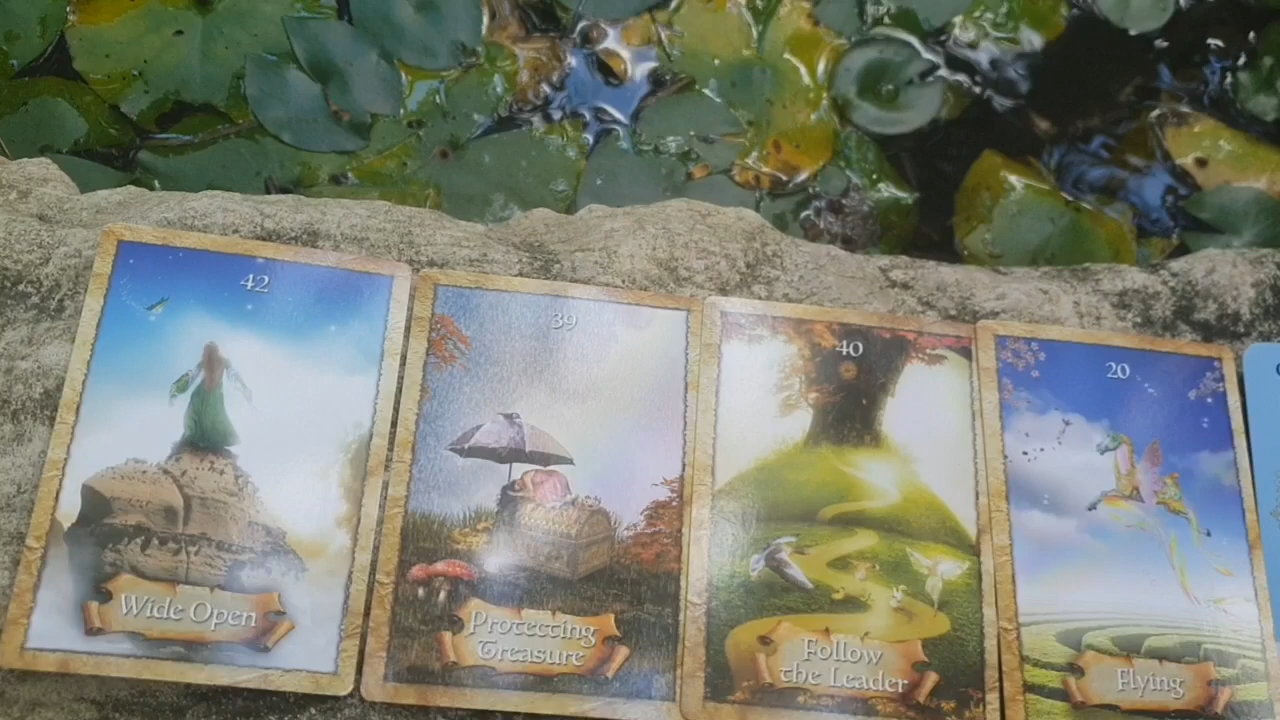 42
Wide Open
39
Protecting
Treasure
40
Follow
the Leader
20
Flying